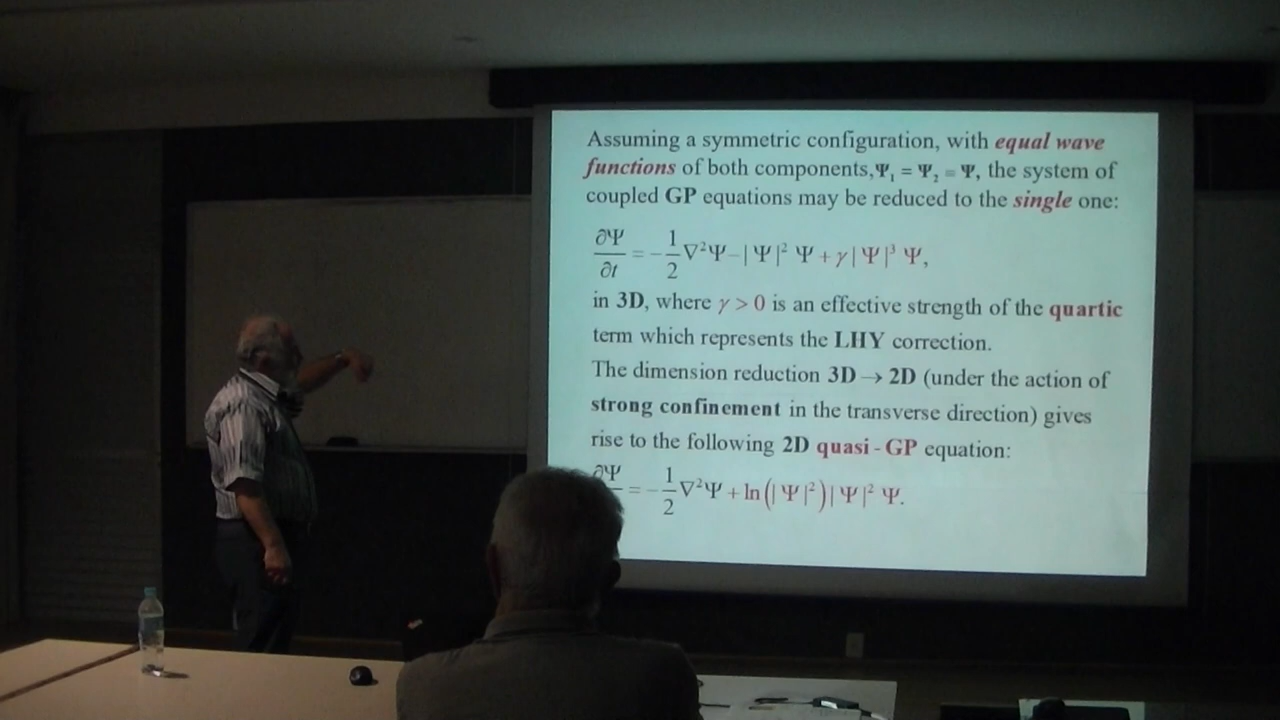 Assuming a symmetric configuration, with equal wave
functions of both components, Ψ₁ = Ψ₂ = Ψ, the system of
coupled GP equations may be reduced to the single one:
∂Ψ/∂t = −1/2 ∇²Ψ − |Ψ|² Ψ + γ|Ψ|³ Ψ,
in 3D, where γ > 0 is an effective strength of the quartic
term which represents the LHY correction.
The dimension reduction 3D → 2D (under the action of
strong confinement in the transverse direction) gives
rise to the following 2D quasi - GP equation:
∂Ψ = −1/2 ∇²Ψ + ln(|Ψ|²)|Ψ|² Ψ.